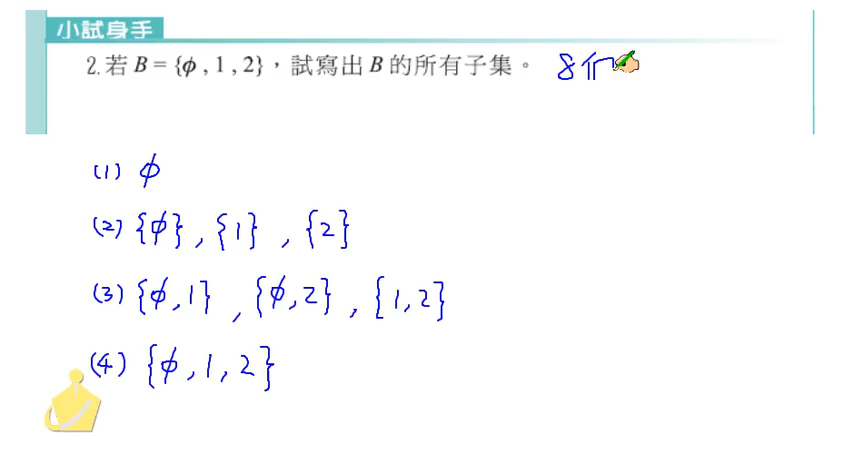 小試身手
2. 若 B = {ϕ , 1 , 2}，試寫出 B 的所有子集。 8個
(1) ϕ
(2) {ϕ} , {1} , {2}
(3) {ϕ, 1} , {ϕ, 2} , {1, 2}
(4) {ϕ, 1, 2}